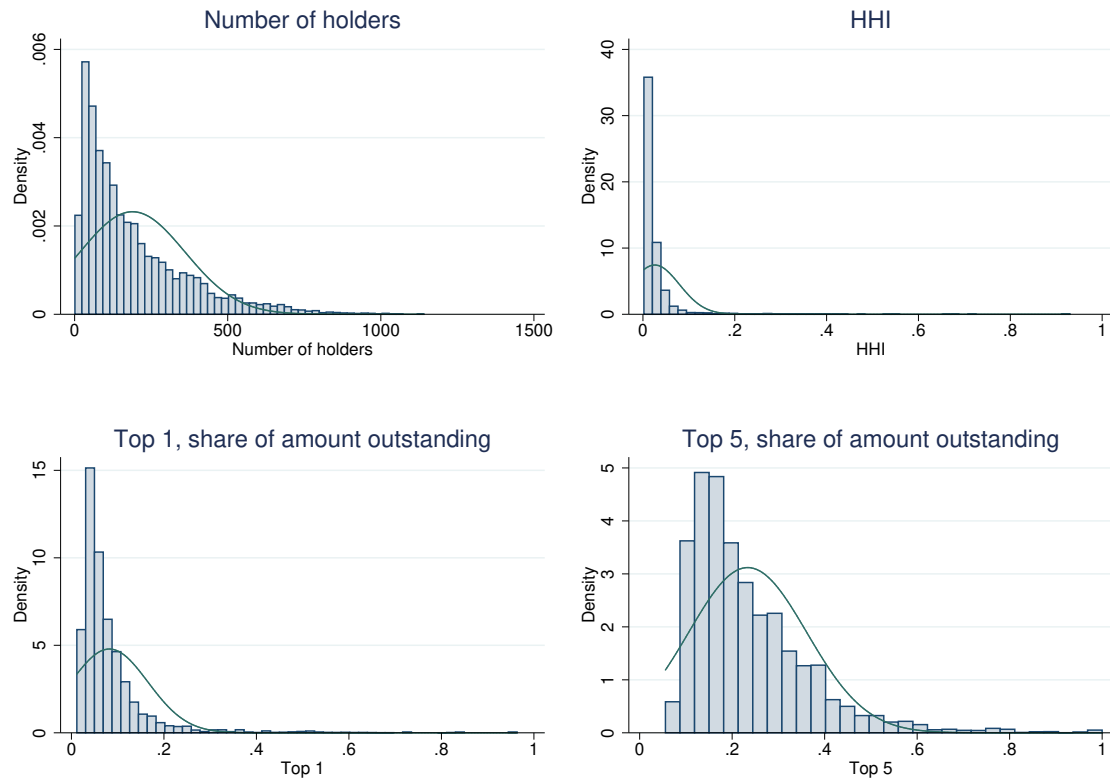 Number of holders
Density
0 .002 .004 .006
0 500 1000 1500
Number of holders
HHI
Density
0 10 20 30 40
0 .2 .4 .6 .8 1
HHI
Top 1, share of amount outstanding
Density
0 5 10 15
0 .2 .4 .6 .8 1
Top 1
Top 5, share of amount outstanding
Density
0 1 2 3 4 5
0 .2 .4 .6 .8 1
Top 5